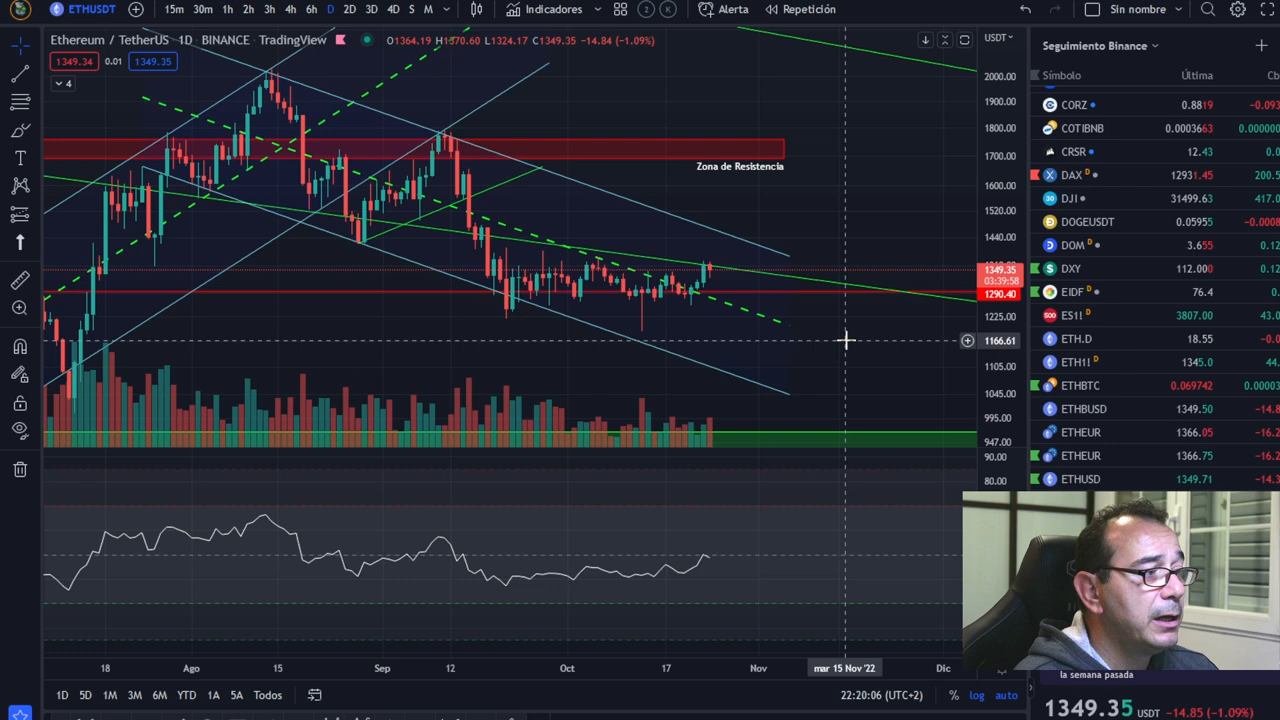 ETHUSDT 15m 30m 1h 2h 3h 4h 6h D 2D 3D 4D S M Indicadores 2 K Alerta Repetición Sin nombre
Ethereum / TetherUS · 1D · BINANCE · TradingView O1364.19 H1370.60 L1324.17 C1349.35 −14.84 (−1.09%)
USDT
1349.34 0.01 1349.35
4
2000.00
1900.00
1800.00
1700.00
Zona de Resistencia
1600.00
1520.00
1440.00
1349.35
03:39:58
1290.40
1225.00
1166.61
1105.00
1045.00
995.00
947.00
90.00
80.00
18 Ago 15 Sep 12 Oct 17 Nov mar 15 Nov '22 Dic
1D 5D 1M 3M 6M YTD 1A 5A Todos 22:20:06 (UTC+2) % log auto
Seguimiento Binance
Símbolo Última Cb
CORZ 0.8819 −0.093
COTIBNB 0.0003663 0.00000
CRSR 12.43 0.0
DAX D 12931.45 200.5
DJI 31499.63 417.0
DOGEUSDT 0.05955 −0.0008
DOM D 3.655 0.12
DXY 112.000 0.12
EIDF D 76.4 0.
ES1! D 3807.00 43.0
ETH.D 18.55 −0.0
ETH1! D 1345.0 44.
ETHBTC 0.069742 0.00003
ETHBUSD 1349.50 −14.8
ETHEUR 1366.05 −16.2
ETHEUR 1366.75 −16.2
ETHUSD 1349.71 −14.3
la semana pasada
1349.35 USDT −14.85 (−1.09%)